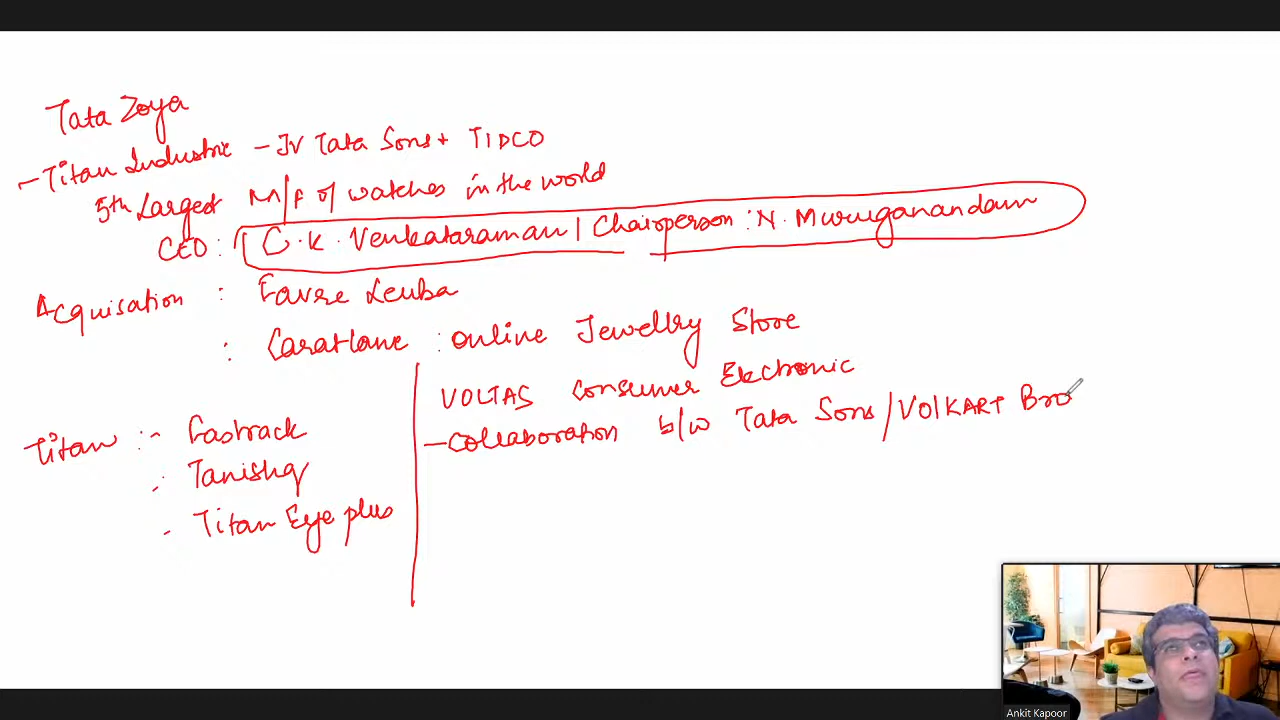 Tata Zoya
- Titan Industrie - JV Tata Sons + TIDCO
5th Largest M/F of watches in the world
CEO : C.K. Venkataraman | Chairperson : N. Muruganandam
Acquisation : Favre Leuba
: Caratlane : Online Jewellry Store
VOLTAS Consumer Electronic
- Collaboration b/w Tata Sons / VOLKART Bro
Titan :- Fastrack
: Tanishq
. Titan Eye plus
Ankit Kapoor